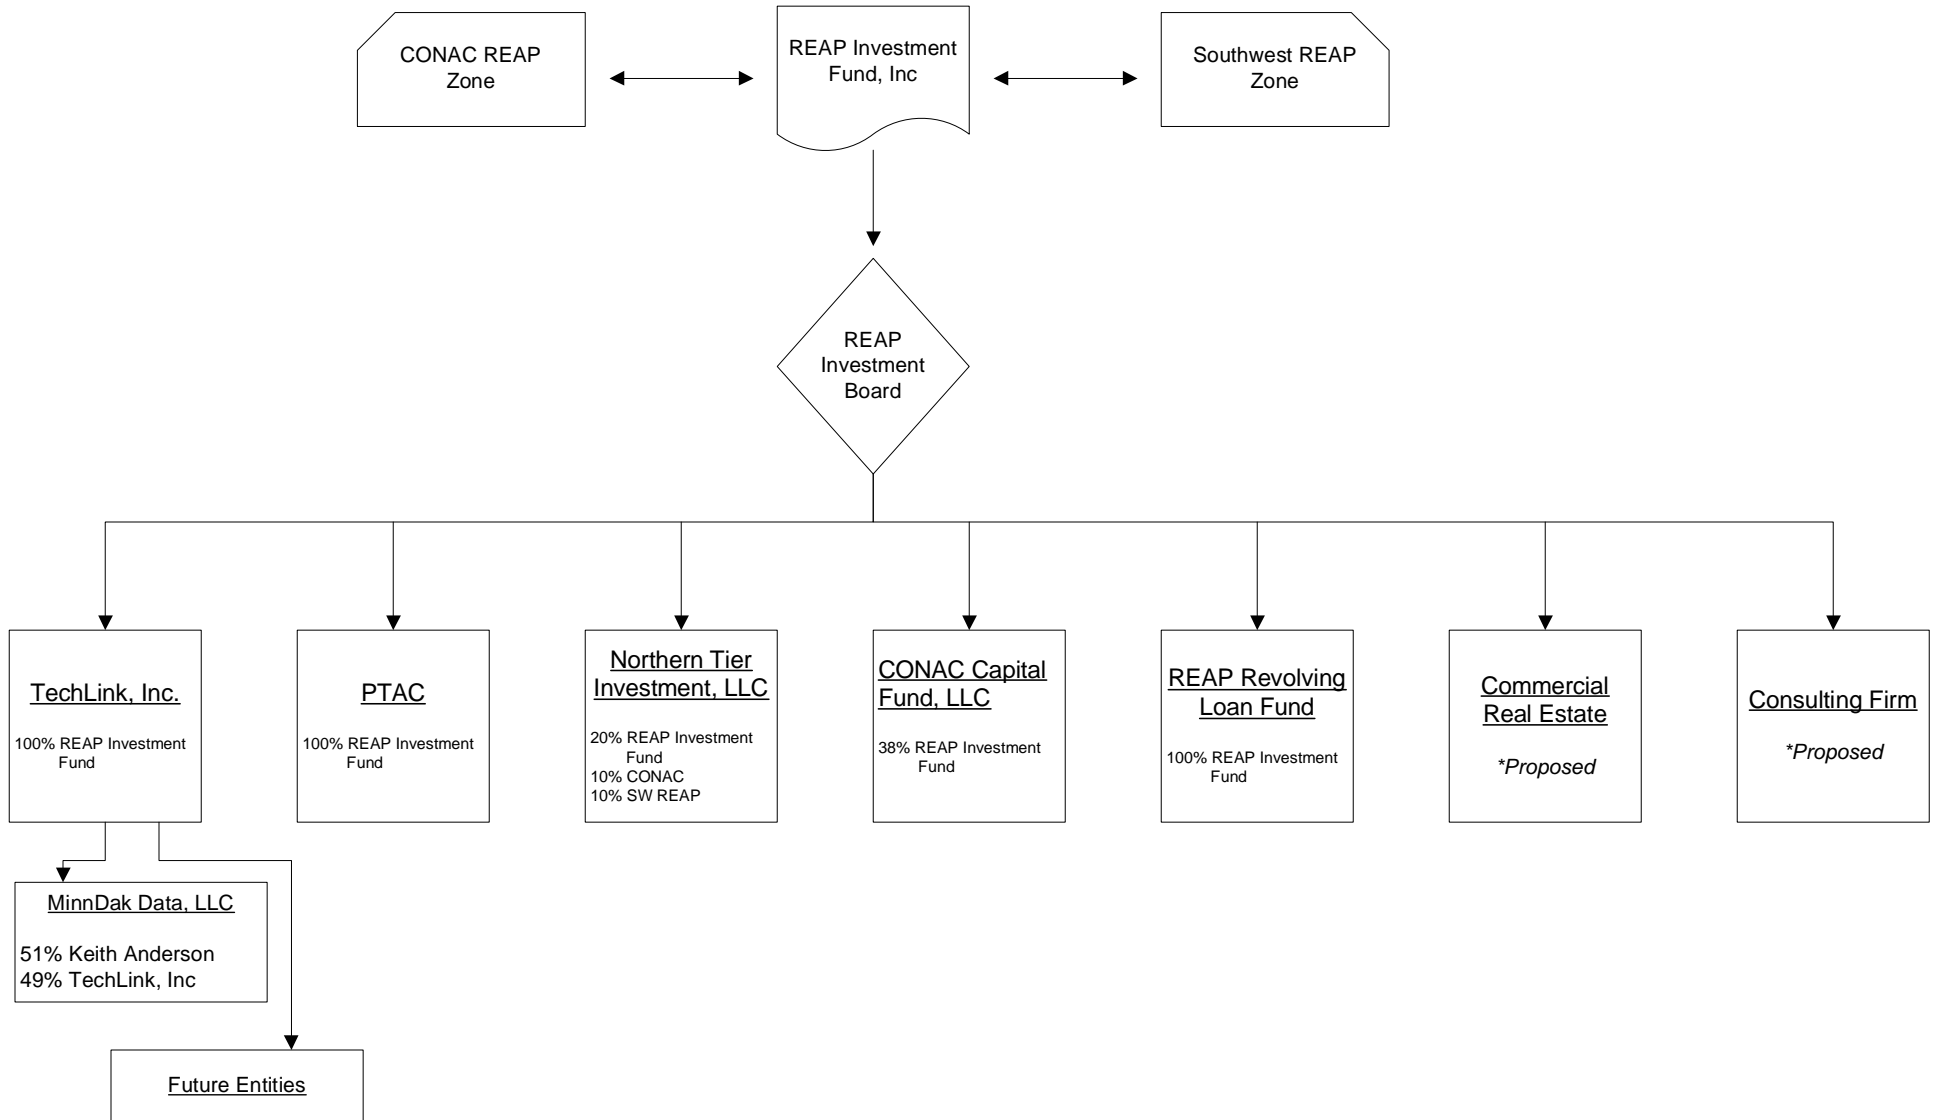 CONAC REAP
Zone
REAP Investment
Fund, Inc
Southwest REAP
Zone
REAP
Investment
Board
TechLink, Inc.
100% REAP Investment
Fund
PTAC
100% REAP Investment
Fund
Northern Tier
Investment, LLC
20% REAP Investment
Fund
10% CONAC
10% SW REAP
CONAC Capital
Fund, LLC
38% REAP Investment
Fund
REAP Revolving
Loan Fund
100% REAP Investment
Fund
Commercial
Real Estate
*Proposed
Consulting Firm
*Proposed
MinnDak Data, LLC
51% Keith Anderson
49% TechLink, Inc
Future Entities